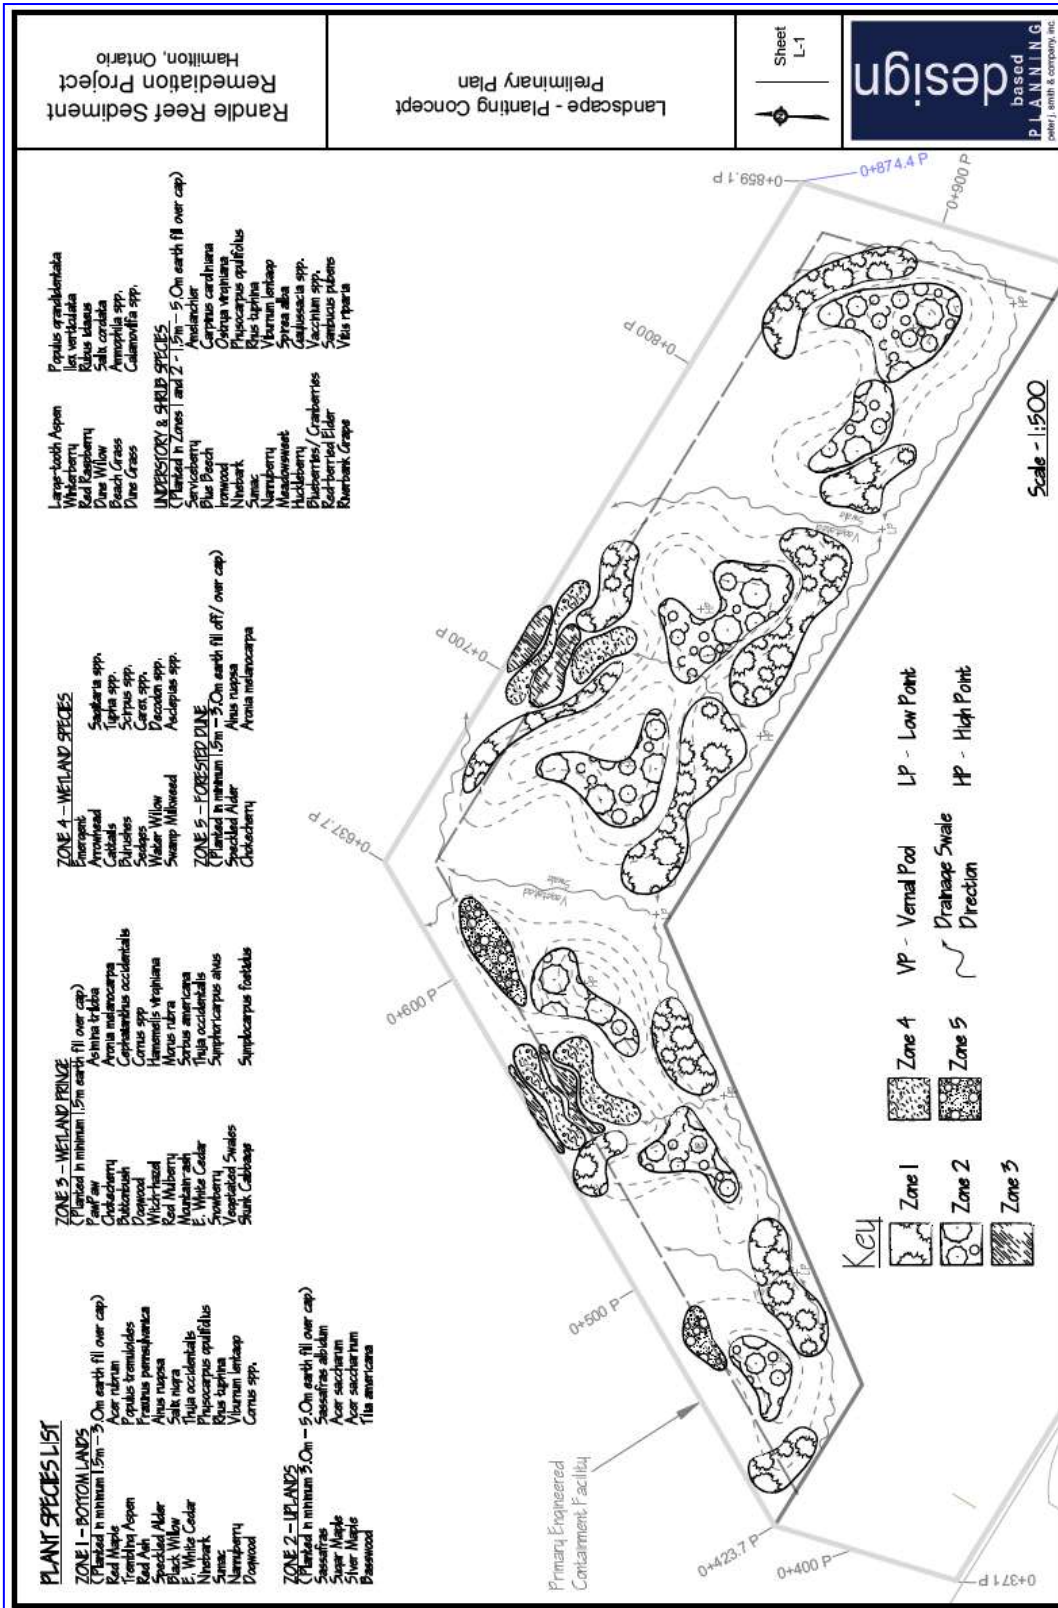 PLANT SPECIES LIST
ZONE 1 - BOTTOM LANDS
(Planted in minimum 1.5m - 3.0m earth fill over cap)
Red Maple Acer rubrum
Trembling Aspen Populus tremuloides
Red Ash Fraxinus pennsylvanica
Speckled Alder Alnus rugosa
Black Willow Salix nigra
E. White Cedar Thuja occidentalis
Ninebark Physocarpus opulifolius
Sumac Rhus typhina
Nannyberry Viburnum lentago
Dogwood Cornus spp.
ZONE 2 - UPLANDS
(Planted in minimum 3.0m - 5.0m earth fill over cap)
Sassafras Sassafras albidum
Sugar Maple Acer saccharum
Silver Maple Acer saccharinum
Basswood Tilia americana
ZONE 3 - WETLAND FRINGE
(Planted in minimum 1.5m earth fill over cap)
PawPaw Asimina triloba
Chokecherry Aronia melanocarpa
Buttonbush Cephalanthus occidentalis
Dogwood Cornus spp
Witch-hazel Hamemelis virginiana
Red Mulberry Morus rubra
Mountain-ash Sorbus americana
E. White Cedar Thuja occidentalis
Snowberry Symphoricarpus alvus
Vegetated Swales
Skunk Cabbage Symplocarpus foetidus
ZONE 4 - WETLAND SPECIES
Emergent
Arrowhead Sagittaria spp.
Cattails Typha spp.
Bulrushes Scirpus spp.
Sedges Carex spp.
Water Willow Decodon spp.
Swamp Milkweed Asclepias spp.
ZONE 5 - FORESTED DUNE
(Planted in minimum 1.5m - 3.0m earth fill off/ over cap)
Speckled Alder Alnus rugosa
Chokecherry Aronia melanocarpa
Large-tooth Aspen Populus grandidentata
Winterberry Ilex verticillata
Red Raspberry Rubus idaeus
Dune Willow Salix cordata
Beach Grass Ammophila spp.
Dune Grass Calamovilfa spp.
UNDERSTORY & SHRUB SPECIES
(Planted in Zones 1 and 2 - 1.5m - 5.0m earth fill over cap)
Serviceberry Amelanchier
Blue Beech Carpinus caroliniana
Ironwood Ostrya virginiana
Ninebark Physocarpus opulifolius
Sumac Rhus typhina
Nannyberry Viburnum lentago
Meadowsweet Spirea alba
Huckleberry Gaylussacia spp.
Blueberries/ Cranberries Vaccinium spp.
Red-berried Elder Sambucus pubens
Riverbank Grape Vitis riparia
Primary Engineered
Containment Facility
0+371 P
0+400 P
0+423.7 P
0+500 P
0+600 P
0+637.7 P
0+700 P
0+800 P
0+859.1 P
0+874.4 P
0+900 P
Vegetated
Swale
Vegetated
Swale
Key
Zone 1
Zone 2
Zone 3
Zone 4
Zone 5
VP - Vernal Pool
Drainage Swale
Direction
LP - Low Point
HP - High Point
Scale - 1:500
Randle Reef Sediment
Remediation Project
Hamilton, Ontario
Landscape - Planting Concept
Preliminary Plan
Sheet
L-1
design
based
PLANNING
peter j. smith & company, inc.